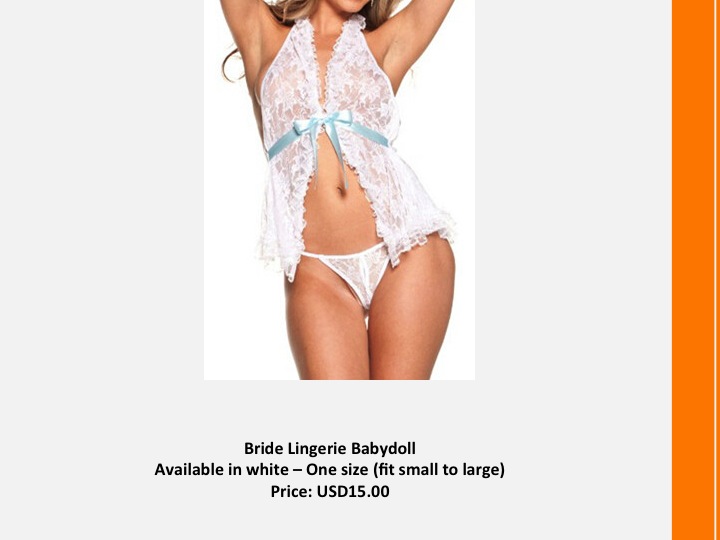 Bride Lingerie Babydoll
Available in white – One size (fit small to large)
Price: USD15.00